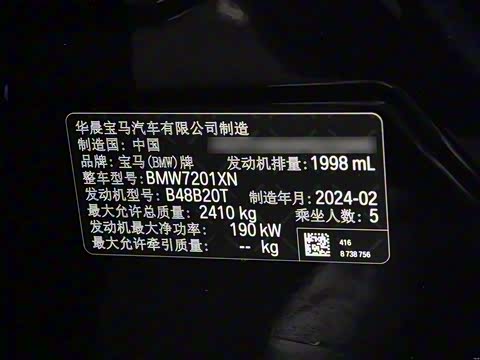 华晨宝马汽车有限公司制造
制造国: 中国
品牌: 宝马(BMW)牌 发动机排量: 1998 mL
整车型号: BMW7201XN
发动机型号: B48B20T 制造年月: 2024-02
最大允许总质量: 2410 kg 乘坐人数: 5
发动机最大净功率: 190 kW
最大允许牵引质量: -- kg
416
8 738 756